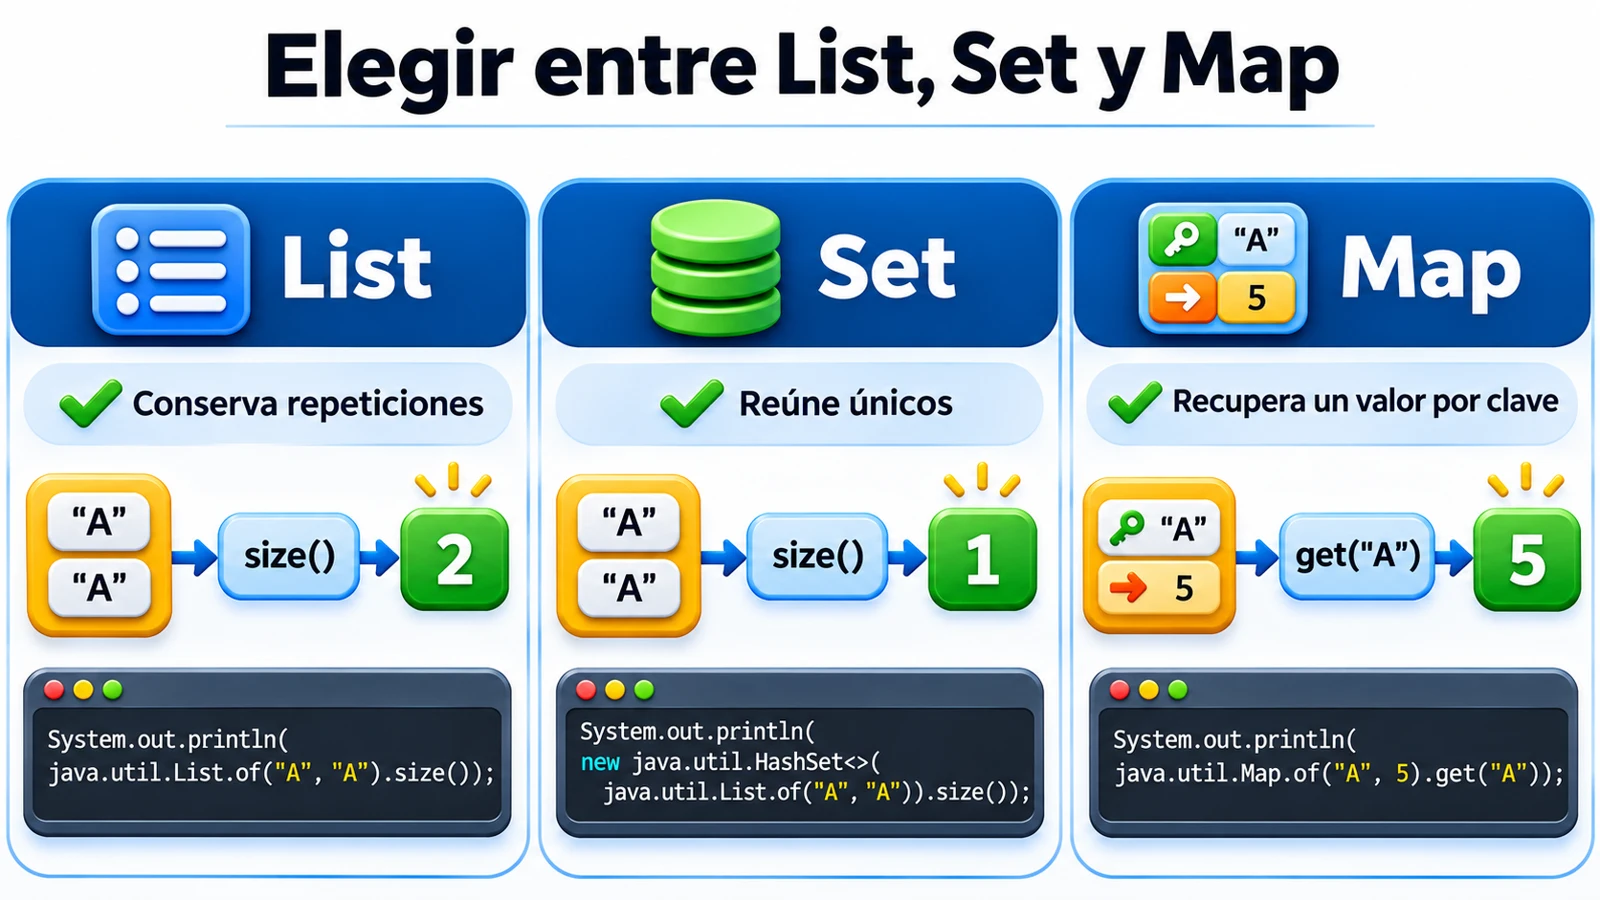 Elegir entre List, Set y Map
List
Conserva repeticiones
“A”
“A”
size()
2
System.out.println(
java.util.List.of("A", "A").size());
Set
Reúne únicos
“A”
“A”
size()
1
System.out.println(
new java.util.HashSet<>(
java.util.List.of("A", "A")).size());
“A”
5
Map
Recupera un valor por clave
“A”
5
get("A")
5
System.out.println(
java.util.Map.of("A", 5).get("A"));